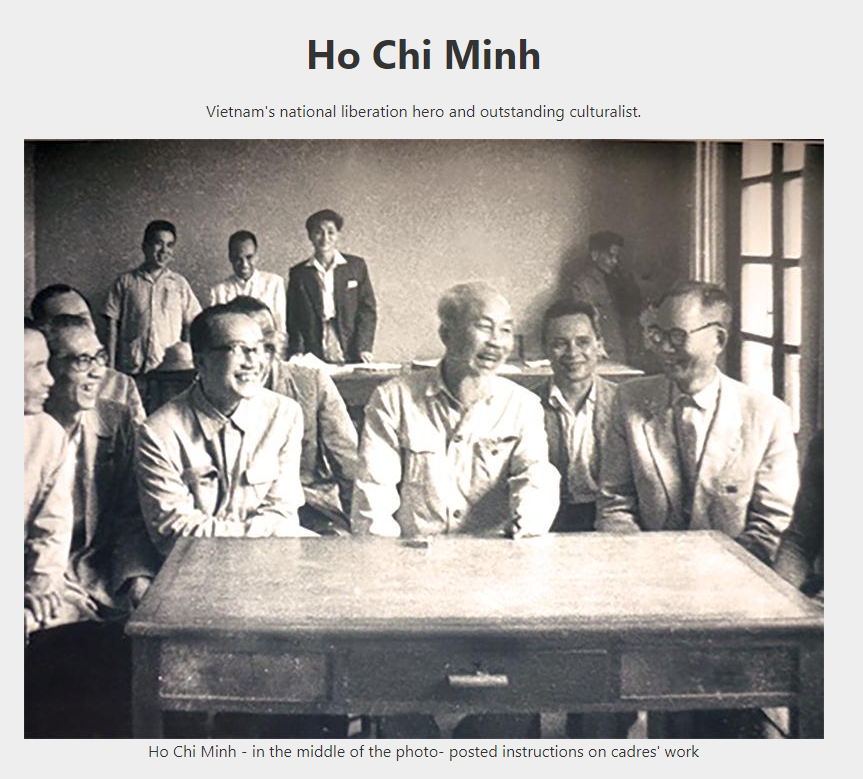 Ho Chi Minh
Vietnam's national liberation hero and outstanding culturalist.
Ho Chi Minh - in the middle of the photo- posted instructions on cadres' work